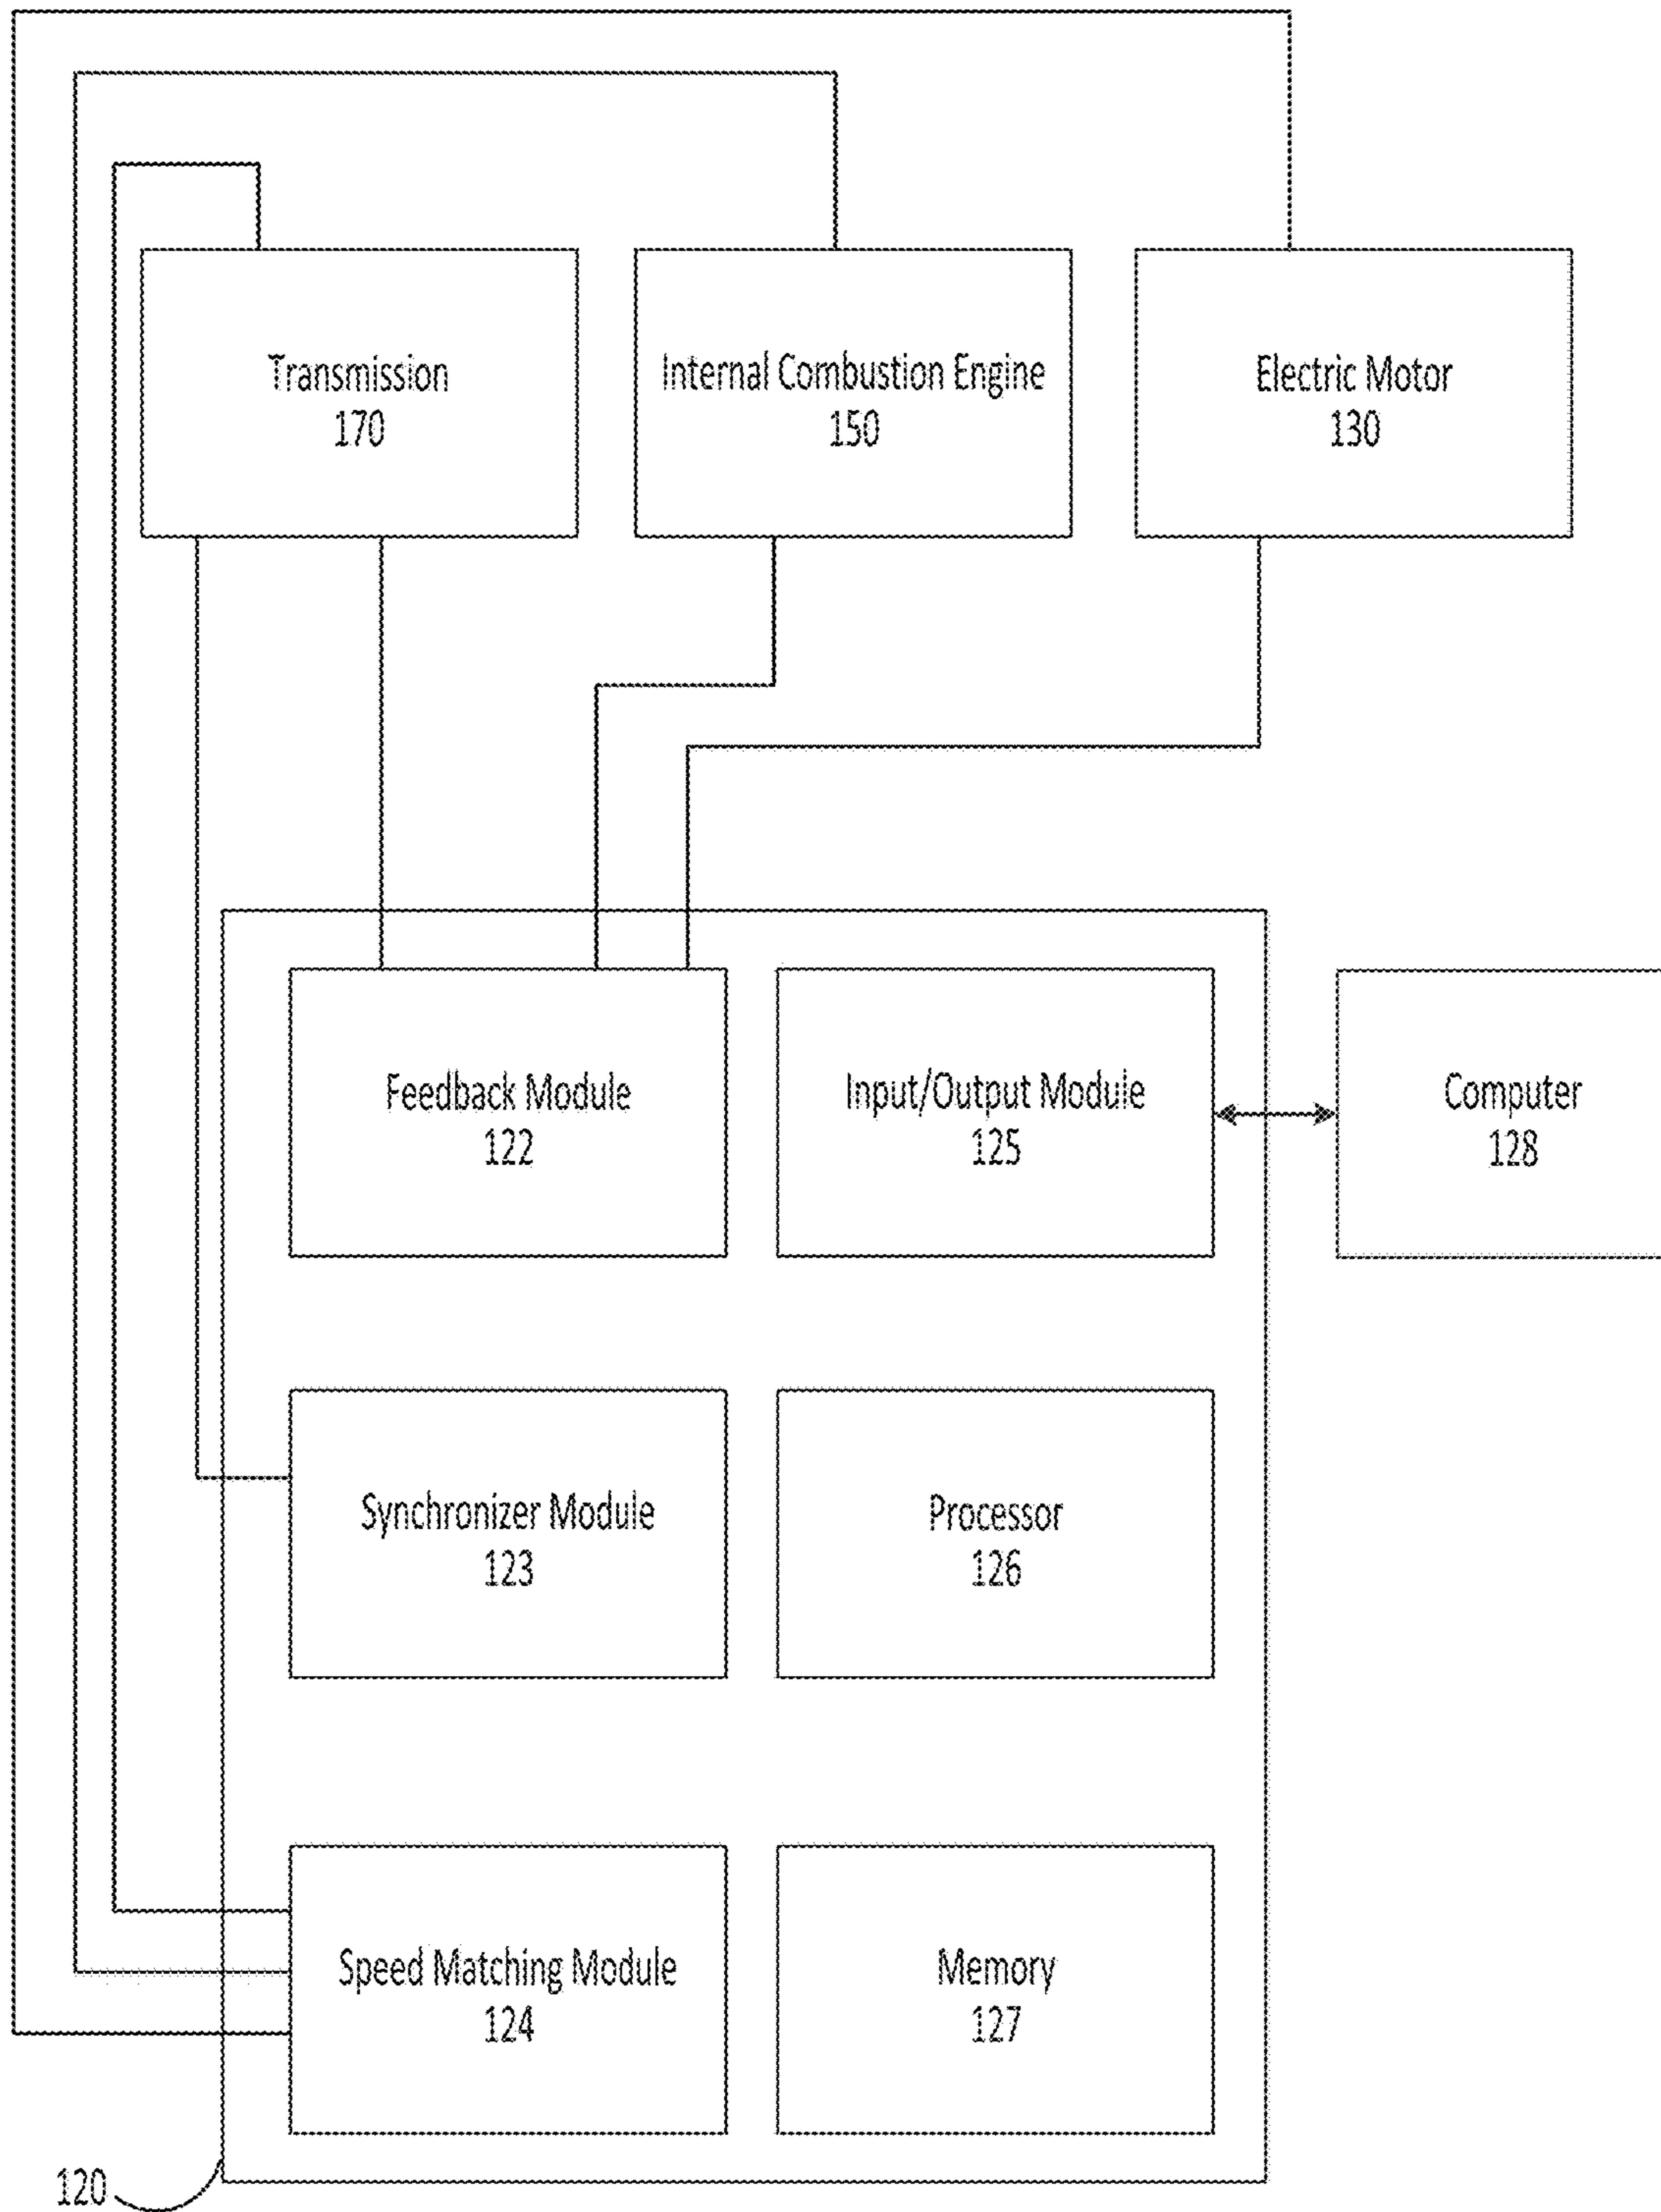 Transmission
170
Internal Combustion Engine
150
Electric Motor
130
Feedback Module
122
Input/Output Module
125
Computer
128
Synchronizer Module
123
Processor
126
Speed Matching Module
124
Memory
127
120